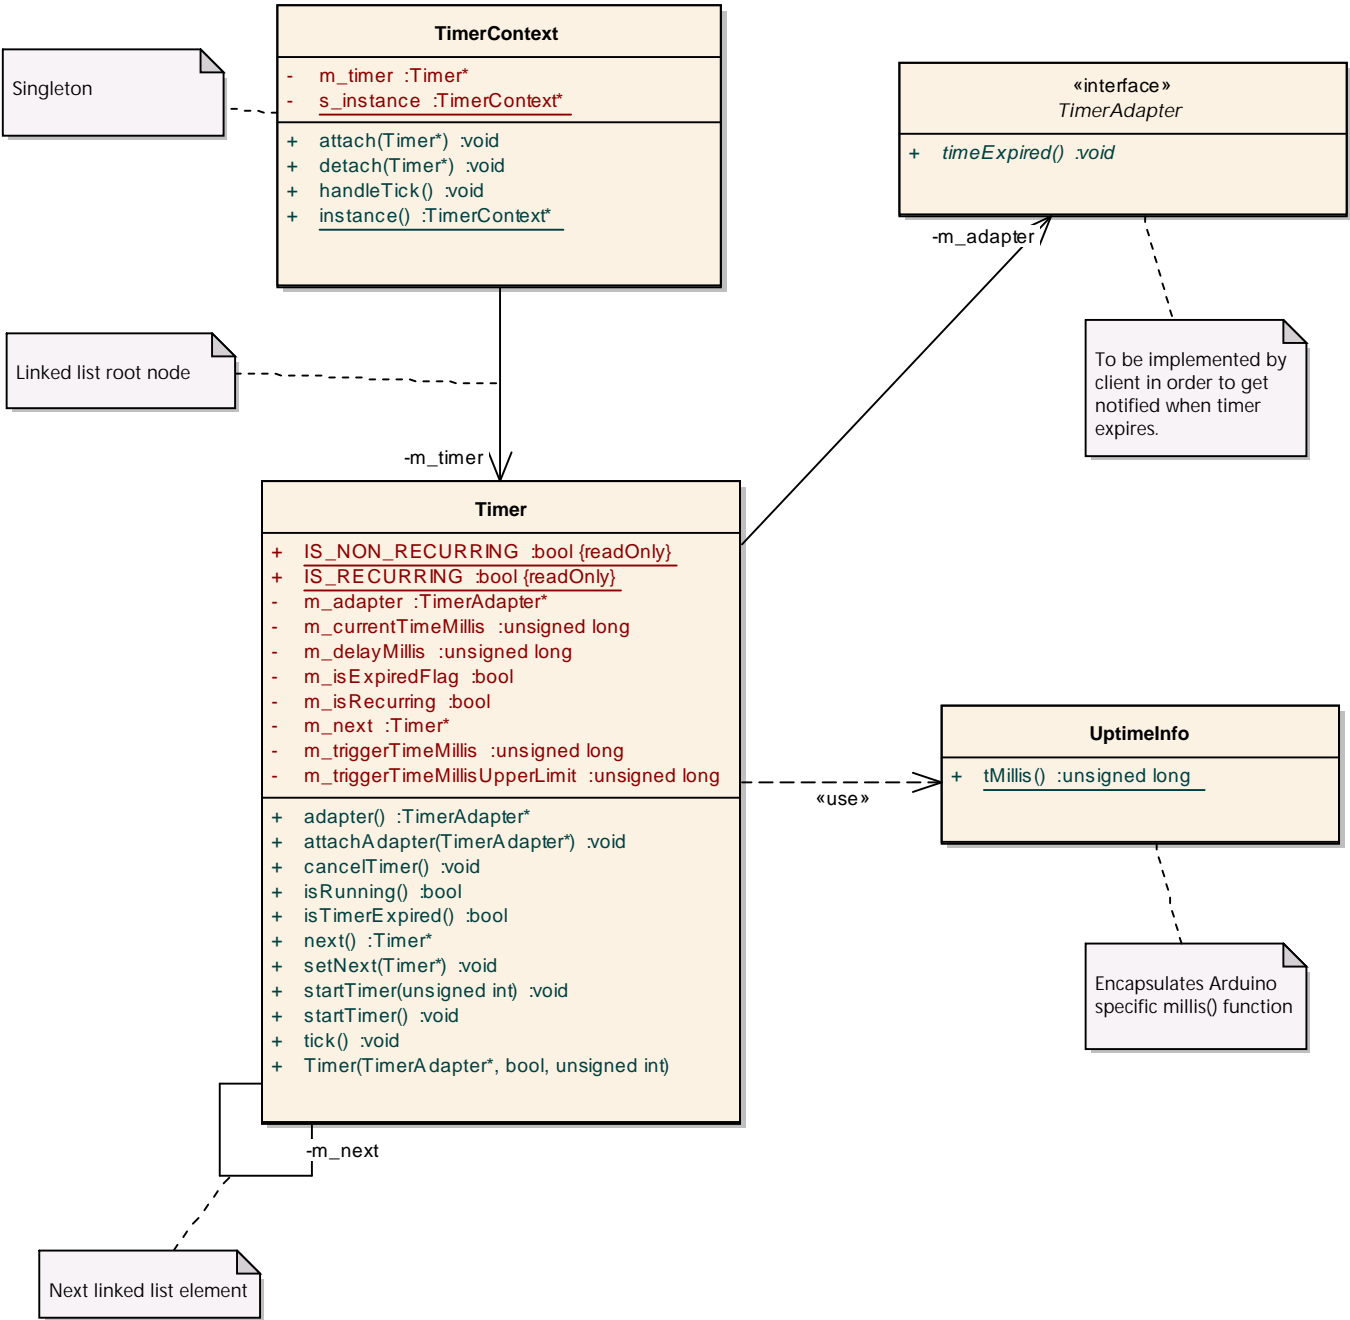 TimerContext
- m_timer :Timer*
- s_instance :TimerContext*
+ attach(Timer*) :void
+ detach(Timer*) :void
+ handleTick() :void
+ instance() :TimerContext*
Singleton
«interface»
TimerAdapter
+ timeExpired() :void
-m_adapter
To be implemented by
client in order to get
notified when timer
expires.
Linked list root node
-m_timer
Timer
+ IS_NON_RECURRING :bool {readOnly}
+ IS_RECURRING :bool {readOnly}
- m_adapter :TimerAdapter*
- m_currentTimeMillis :unsigned long
- m_delayMillis :unsigned long
- m_isExpiredFlag :bool
- m_isRecurring :bool
- m_next :Timer*
- m_triggerTimeMillis :unsigned long
- m_triggerTimeMillisUpperLimit :unsigned long
+ adapter() :TimerAdapter*
+ attachAdapter(TimerAdapter*) :void
+ cancelTimer() :void
+ isRunning() :bool
+ isTimerExpired() :bool
+ next() :Timer*
+ setNext(Timer*) :void
+ startTimer(unsigned int) :void
+ startTimer() :void
+ tick() :void
+ Timer(TimerAdapter*, bool, unsigned int)
«use»
UptimeInfo
+ tMillis() :unsigned long
Encapsulates Arduino
specific millis() function
-m_next
Next linked list element